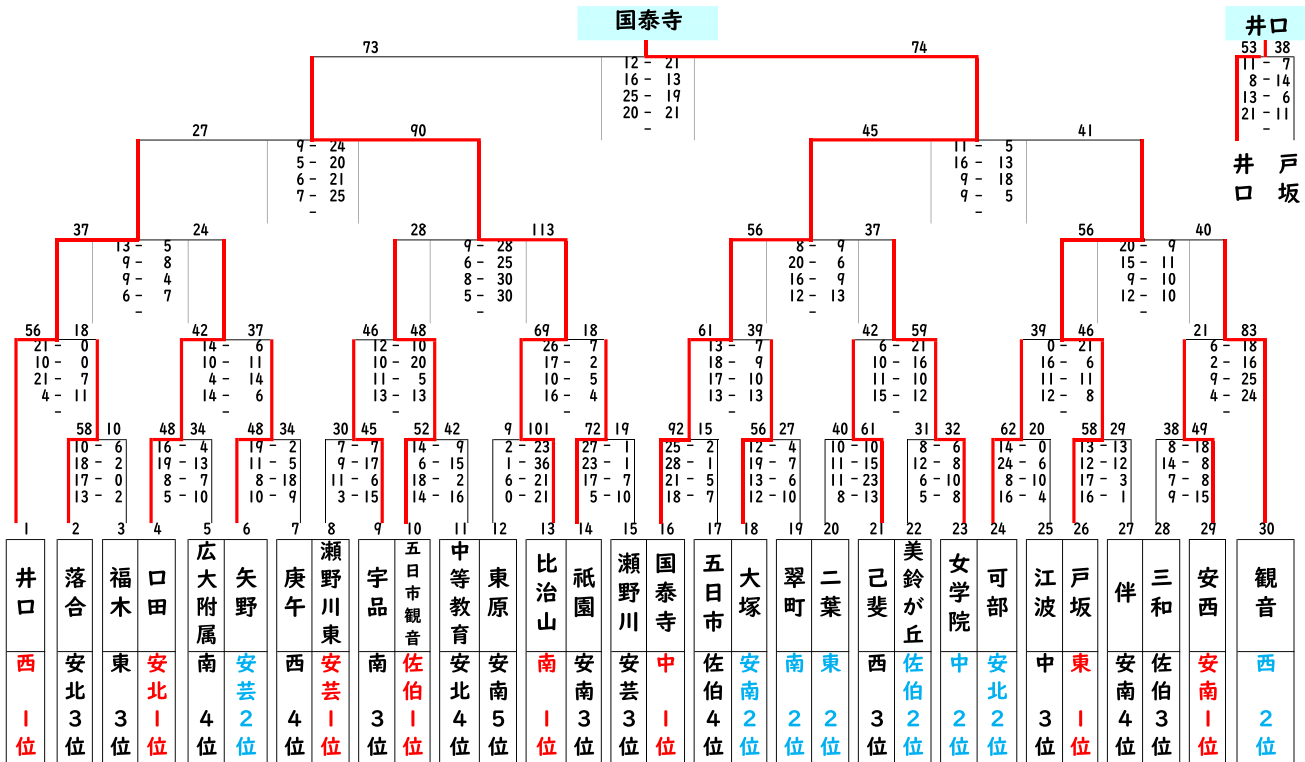 国泰寺
井口
73
74
53 38
12 - 21
16 - 13
25 - 19
20 - 21
-
11 - 7
8 - 14
13 - 6
21 - 11
-
井口
戸坂
27
90
45
41
9 - 24
5 - 20
6 - 21
7 - 25
-
11 - 5
16 - 13
9 - 18
9 - 5
-
37
24
28
113
56
37
56
40
13 - 5
9 - 8
9 - 4
6 - 7
-
9 - 28
6 - 25
8 - 30
5 - 30
-
8 - 9
20 - 6
16 - 9
12 - 13
-
20 - 9
15 - 11
9 - 10
12 - 10
-
56 18
42 37
46 48
69 18
61 39
42 59
39 46
21 83
21 - 0
10 - 0
21 - 7
4 - 11
-
14 - 6
10 - 11
4 - 14
14 - 6
-
12 - 10
10 - 20
11 - 5
13 - 13
-
26 - 7
17 - 2
10 - 5
16 - 4
-
13 - 7
18 - 9
17 - 10
13 - 13
-
6 - 21
10 - 16
11 - 10
15 - 12
-
0 - 21
16 - 6
11 - 11
12 - 8
-
6 - 18
2 - 16
9 - 25
4 - 24
-
58 10
48 34
48 34
30 45
52 42
9 101
72 19
92 15
56 27
40 61
31 32
62 20
58 29
38 49
10 - 6
18 - 2
17 - 0
13 - 2
16 - 4
19 - 13
8 - 7
5 - 10
19 - 2
11 - 5
8 - 18
10 - 9
7 - 7
9 - 17
11 - 6
3 - 15
14 - 9
6 - 15
18 - 2
14 - 16
2 - 23
1 - 36
6 - 21
0 - 21
27 - 1
23 - 1
17 - 7
5 - 10
25 - 2
28 - 1
21 - 5
18 - 7
12 - 4
19 - 7
13 - 6
12 - 10
10 - 10
11 - 15
11 - 23
8 - 13
8 - 6
12 - 8
6 - 10
5 - 8
14 - 0
24 - 6
8 - 10
16 - 4
13 - 13
12 - 12
17 - 3
16 - 1
8 - 18
14 - 8
7 - 8
9 - 15
1 2 3 4 5 6 7 8 9 10 11 12 13 14 15 16 17 18 19 20 21 22 23 24 25 26 27 28 29 30
井口
落合
福木
口田
広大附属
矢野
庚午
瀬野川東
宇品
五日市観音
中等教育
東原
比治山
祇園
瀬野川
国泰寺
五日市
大塚
翠町
二葉
己斐
美鈴が丘
女学院
可部
江波
戸坂
伴
三和
安西
観音
西 1位
安北3位
東 3位
安北1位
南 4位
安芸2位
西 4位
安芸1位
南 3位
佐伯1位
安北4位
安南5位
南 1位
安南3位
安芸3位
中 1位
佐伯4位
安南2位
南 2位
東 2位
西 3位
佐伯2位
中 2位
安北2位
中 3位
東 1位
安南4位
佐伯3位
安南1位
西 2位